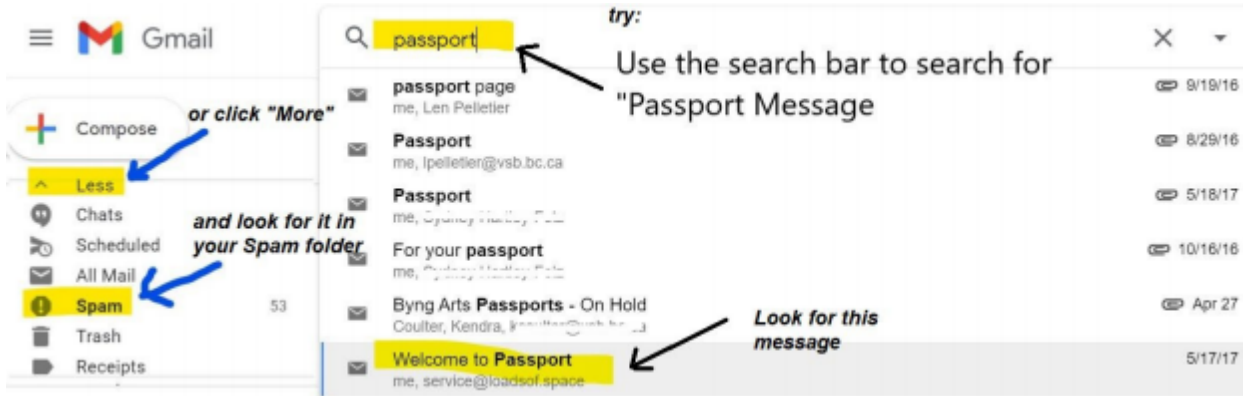 Gmail
Compose
or click "More"
Less
Chats
and look for it in
Scheduled
your Spam folder
All Mail
Spam 53
Trash
Receipts
try:
passport
Use the search bar to search for
"Passport Message
passport page 9/19/16
me, Len Pelletier
Passport 8/29/16
me, lpelletier@vsb.bc.ca
Passport 5/18/17
me,
For your passport 10/16/16
me,
Byng Arts Passports - On Hold Apr 27
Coulter, Kendra,
Look for this
message
Welcome to Passport 5/17/17
me, service@loadsof.space